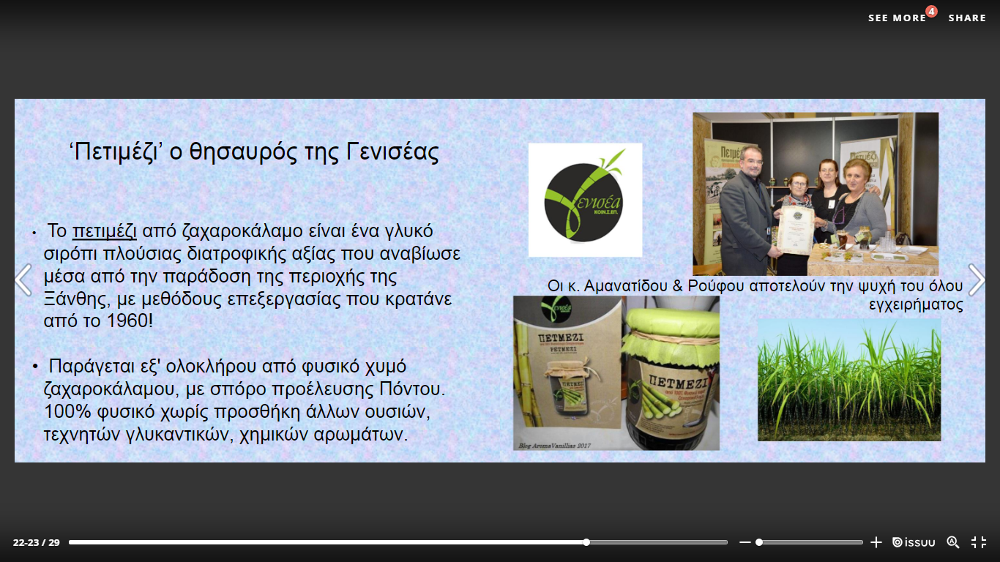 SEE MORE 4 SHARE
‘Πετιμέζι’ ο θησαυρός της Γενισέας
• Το πετιμέζι από ζαχαροκάλαμο είναι ένα γλυκό
σιρόπι πλούσιας διατροφικής αξίας που αναβίωσε
μέσα από την παράδοση της περιοχής της
Ξάνθης, με μεθόδους επεξεργασίας που κρατάνε
από το 1960!
• Παράγεται εξ' ολοκλήρου από φυσικό χυμό
ζαχαροκάλαμου, με σπόρο προέλευσης Πόντου.
100% φυσικό χωρίς προσθήκη άλλων ουσιών,
τεχνητών γλυκαντικών, χημικών αρωμάτων.
Γενισέα
ΚΟΙΝ.Σ.ΕΠ.
Οι κ. Αμανατίδου & Ρούφου αποτελούν την ψυχή του όλου
εγχειρήματος
ΠΕΤΜΕΖΙ
PETMEZI
ΠΕΤΜΕΖΙ
Blog AromaVanillias 2017
22-23 / 29
issuu